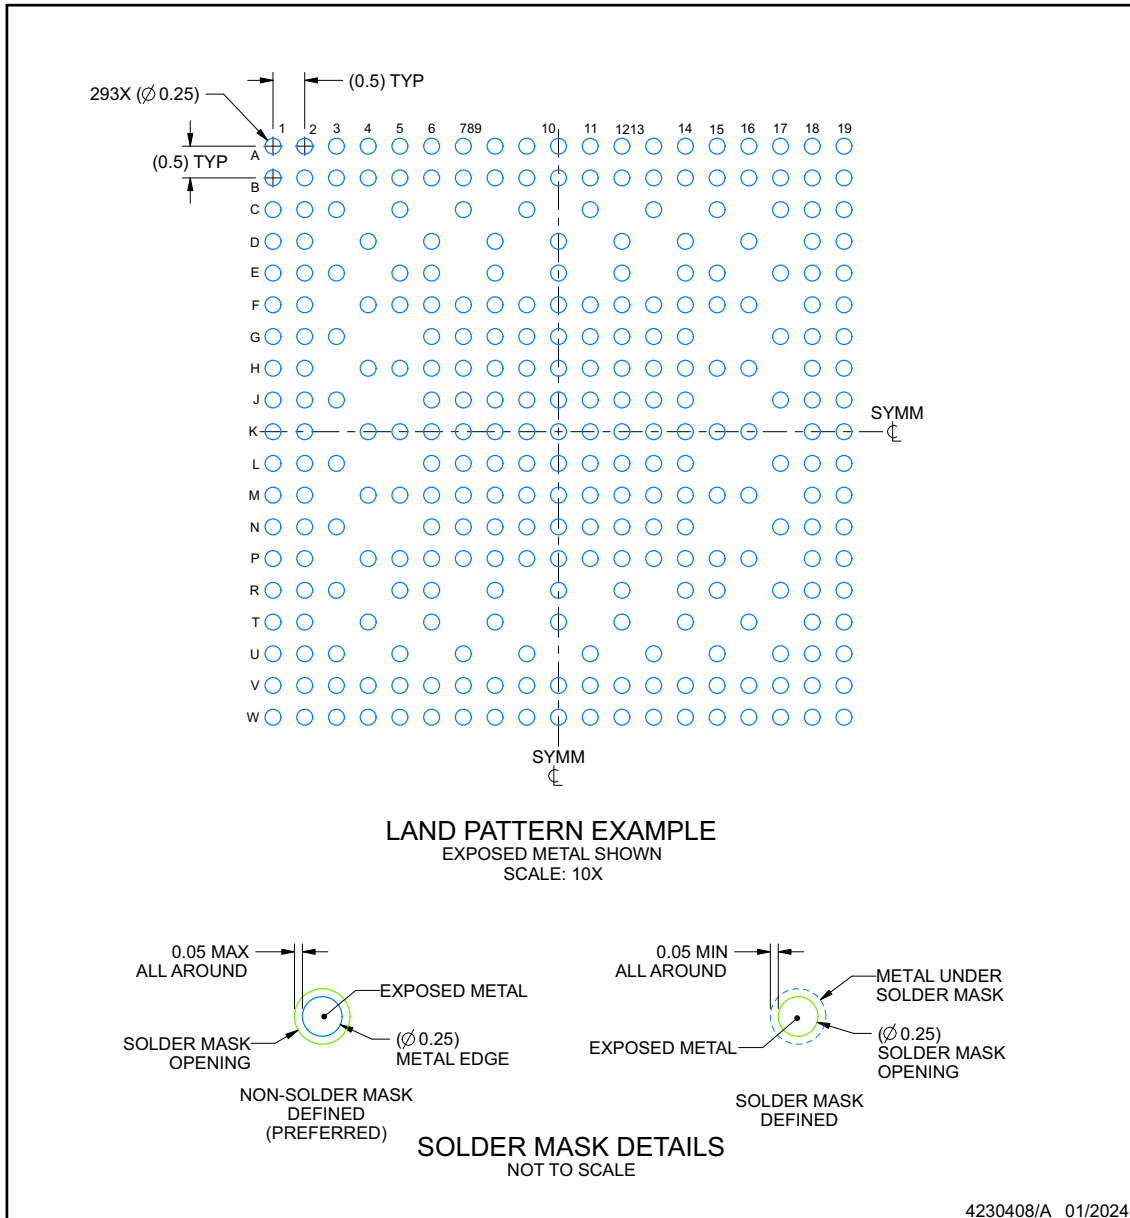 (0.5) TYP
293X (∅ 0.25)
1 2 3 4 5 6 789 10 11 1213 14 15 16 17 18 19
A
(0.5) TYP
B
C
D
E
F
G
H
J
SYMM
K
℄
L
M
N
P
R
T
U
V
W
SYMM
℄
LAND PATTERN EXAMPLE
EXPOSED METAL SHOWN
SCALE: 10X
0.05 MAX
ALL AROUND
EXPOSED METAL
SOLDER MASK
OPENING
(∅ 0.25)
METAL EDGE
NON-SOLDER MASK
DEFINED
(PREFERRED)
0.05 MIN
ALL AROUND
METAL UNDER
SOLDER MASK
EXPOSED METAL
(∅ 0.25)
SOLDER MASK
OPENING
SOLDER MASK
DEFINED
SOLDER MASK DETAILS
NOT TO SCALE
4230408/A 01/2024